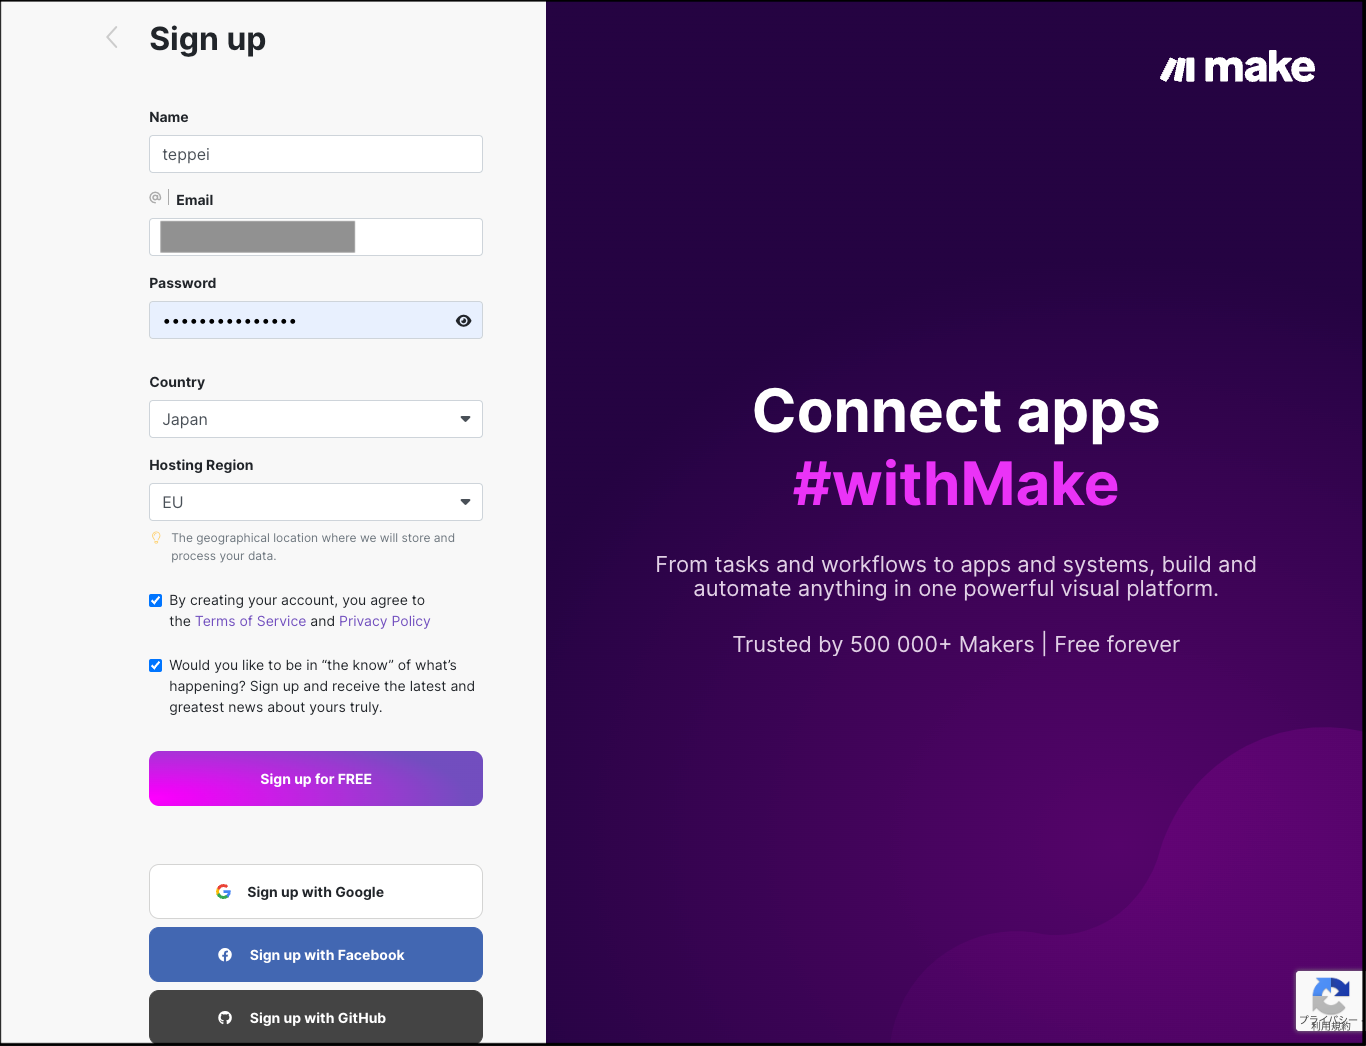 Sign up
Name
teppei
@ | Email
Password
•••••••••••••••
Country
Japan
Hosting Region
EU
The geographical location where we will store and
process your data.
By creating your account, you agree to
the Terms of Service and Privacy Policy
Would you like to be in “the know” of what’s
happening? Sign up and receive the latest and
greatest news about yours truly.
Sign up for FREE
Sign up with Google
Sign up with Facebook
Sign up with GitHub
make
Connect apps
#withMake
From tasks and workflows to apps and systems, build and
automate anything in one powerful visual platform.
Trusted by 500 000+ Makers | Free forever
プライバシー
利用規約